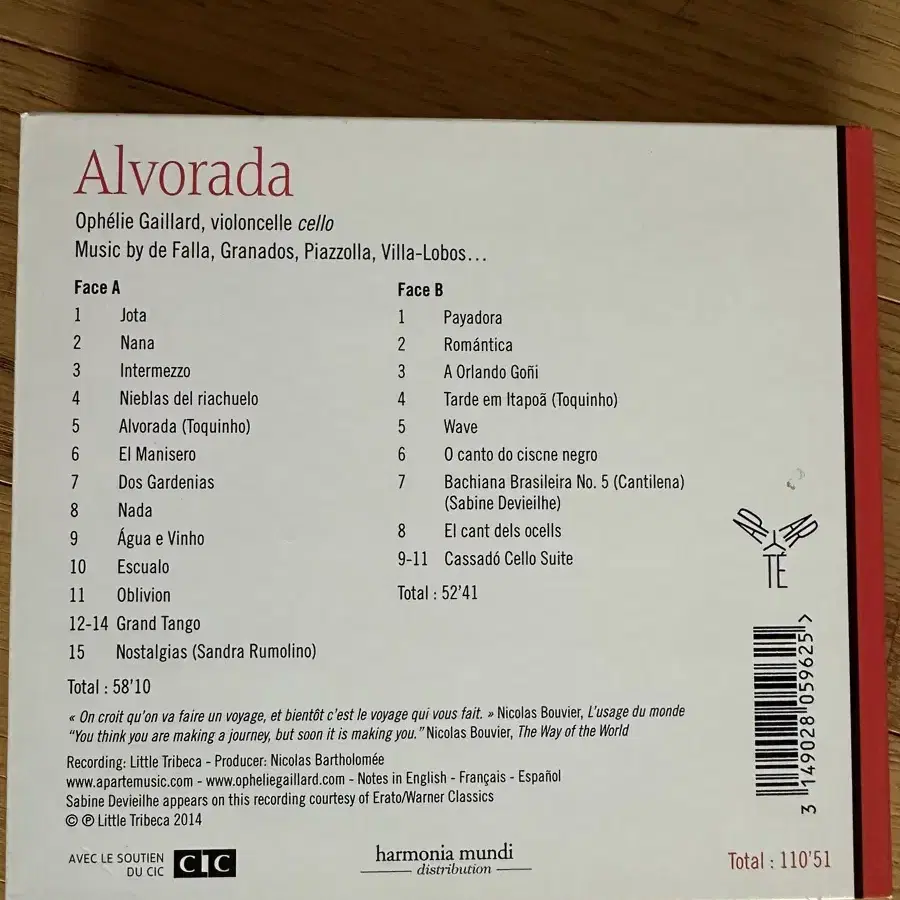 Alvorada
Ophélie Gaillard, violoncelle cello
Music by de Falla, Granados, Piazzolla, Villa-Lobos...
Face A
1 Jota
2 Nana
3 Intermezzo
4 Nieblas del riachuelo
5 Alvorada (Toquinho)
6 El Manisero
7 Dos Gardenias
8 Nada
9 Água e Vinho
10 Escualo
11 Oblivion
12-14 Grand Tango
15 Nostalgias (Sandra Rumolino)
Total : 58'10
Face B
1 Payadora
2 Romántica
3 A Orlando Goñi
4 Tarde em Itapoã (Toquinho)
5 Wave
6 O canto do ciscne negro
7 Bachiana Brasileira No. 5 (Cantilena)
(Sabine Devieilhe)
8 El cant dels ocells
9-11 Cassadó Cello Suite
Total : 52'41
« On croit qu'on va faire un voyage, et bientôt c'est le voyage qui vous fait. » Nicolas Bouvier, L'usage du monde
"You think you are making a journey, but soon it is making you." Nicolas Bouvier, The Way of the World
Recording: Little Tribeca - Producer: Nicolas Bartholomée
www.apartemusic.com - www.opheliegaillard.com - Notes in English - Français - Español
Sabine Devieilhe appears on this recording courtesy of Erato/Warner Classics
© ℗ Little Tribeca 2014
AVEC LE SOUTIEN
DU CIC
CIC
harmonia mundi
distribution
APARTÉ
3 149028 059625
Total : 110'51